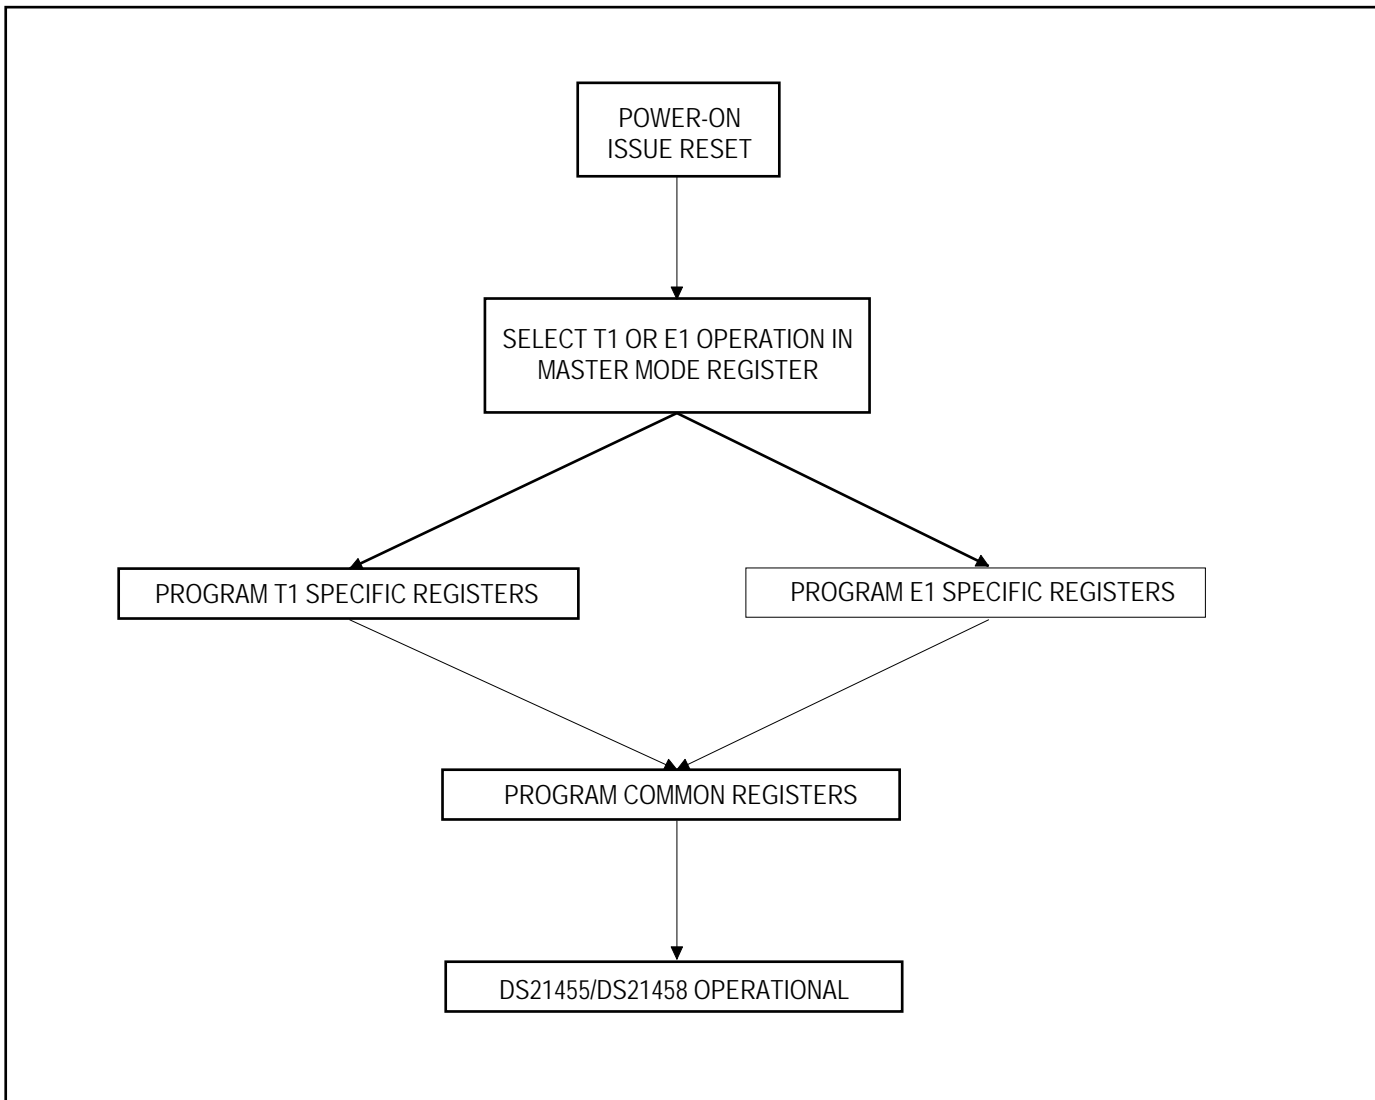 POWER-ON
ISSUE RESET
SELECT T1 OR E1 OPERATION IN
MASTER MODE REGISTER
PROGRAM T1 SPECIFIC REGISTERS
PROGRAM E1 SPECIFIC REGISTERS
PROGRAM COMMON REGISTERS
DS21455/DS21458 OPERATIONAL